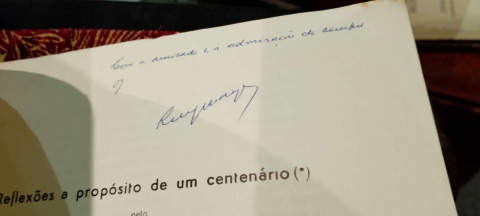 Com a amizade e a admiração de sempre
Reflexões a propósito de um centenário (*)
pelo